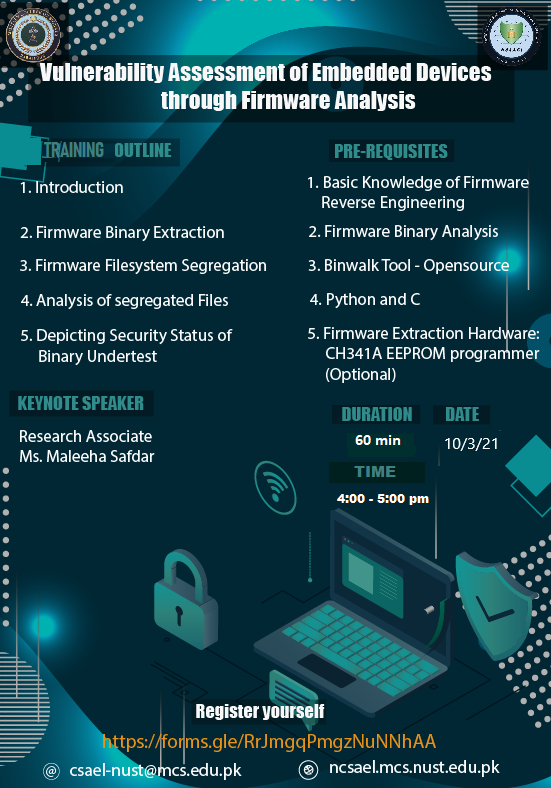 Vulnerability Assessment of Embedded Devices
through Firmware Analysis
TRAINING OUTLINE
1. Introduction
2. Firmware Binary Extraction
3. Firmware Filesystem Segregation
4. Analysis of segregated Files
5. Depicting Security Status of
Binary Undertest
PRE-REQUISITES
1. Basic Knowledge of Firmware
Reverse Engineering
2. Firmware Binary Analysis
3. Binwalk Tool - Opensource
4. Python and C
5. Firmware Extraction Hardware:
CH341A EEPROM programmer
(Optional)
KEYNOTE SPEAKER
Research Associate
Ms. Maleeha Safdar
DURATION
60 min
DATE
10/3/21
TIME
4:00 - 5:00 pm
Register yourself
https://forms.gle/RrJmgqPmgzNuNNhAA
csael-nust@mcs.edu.pk
ncsael.mcs.nust.edu.pk